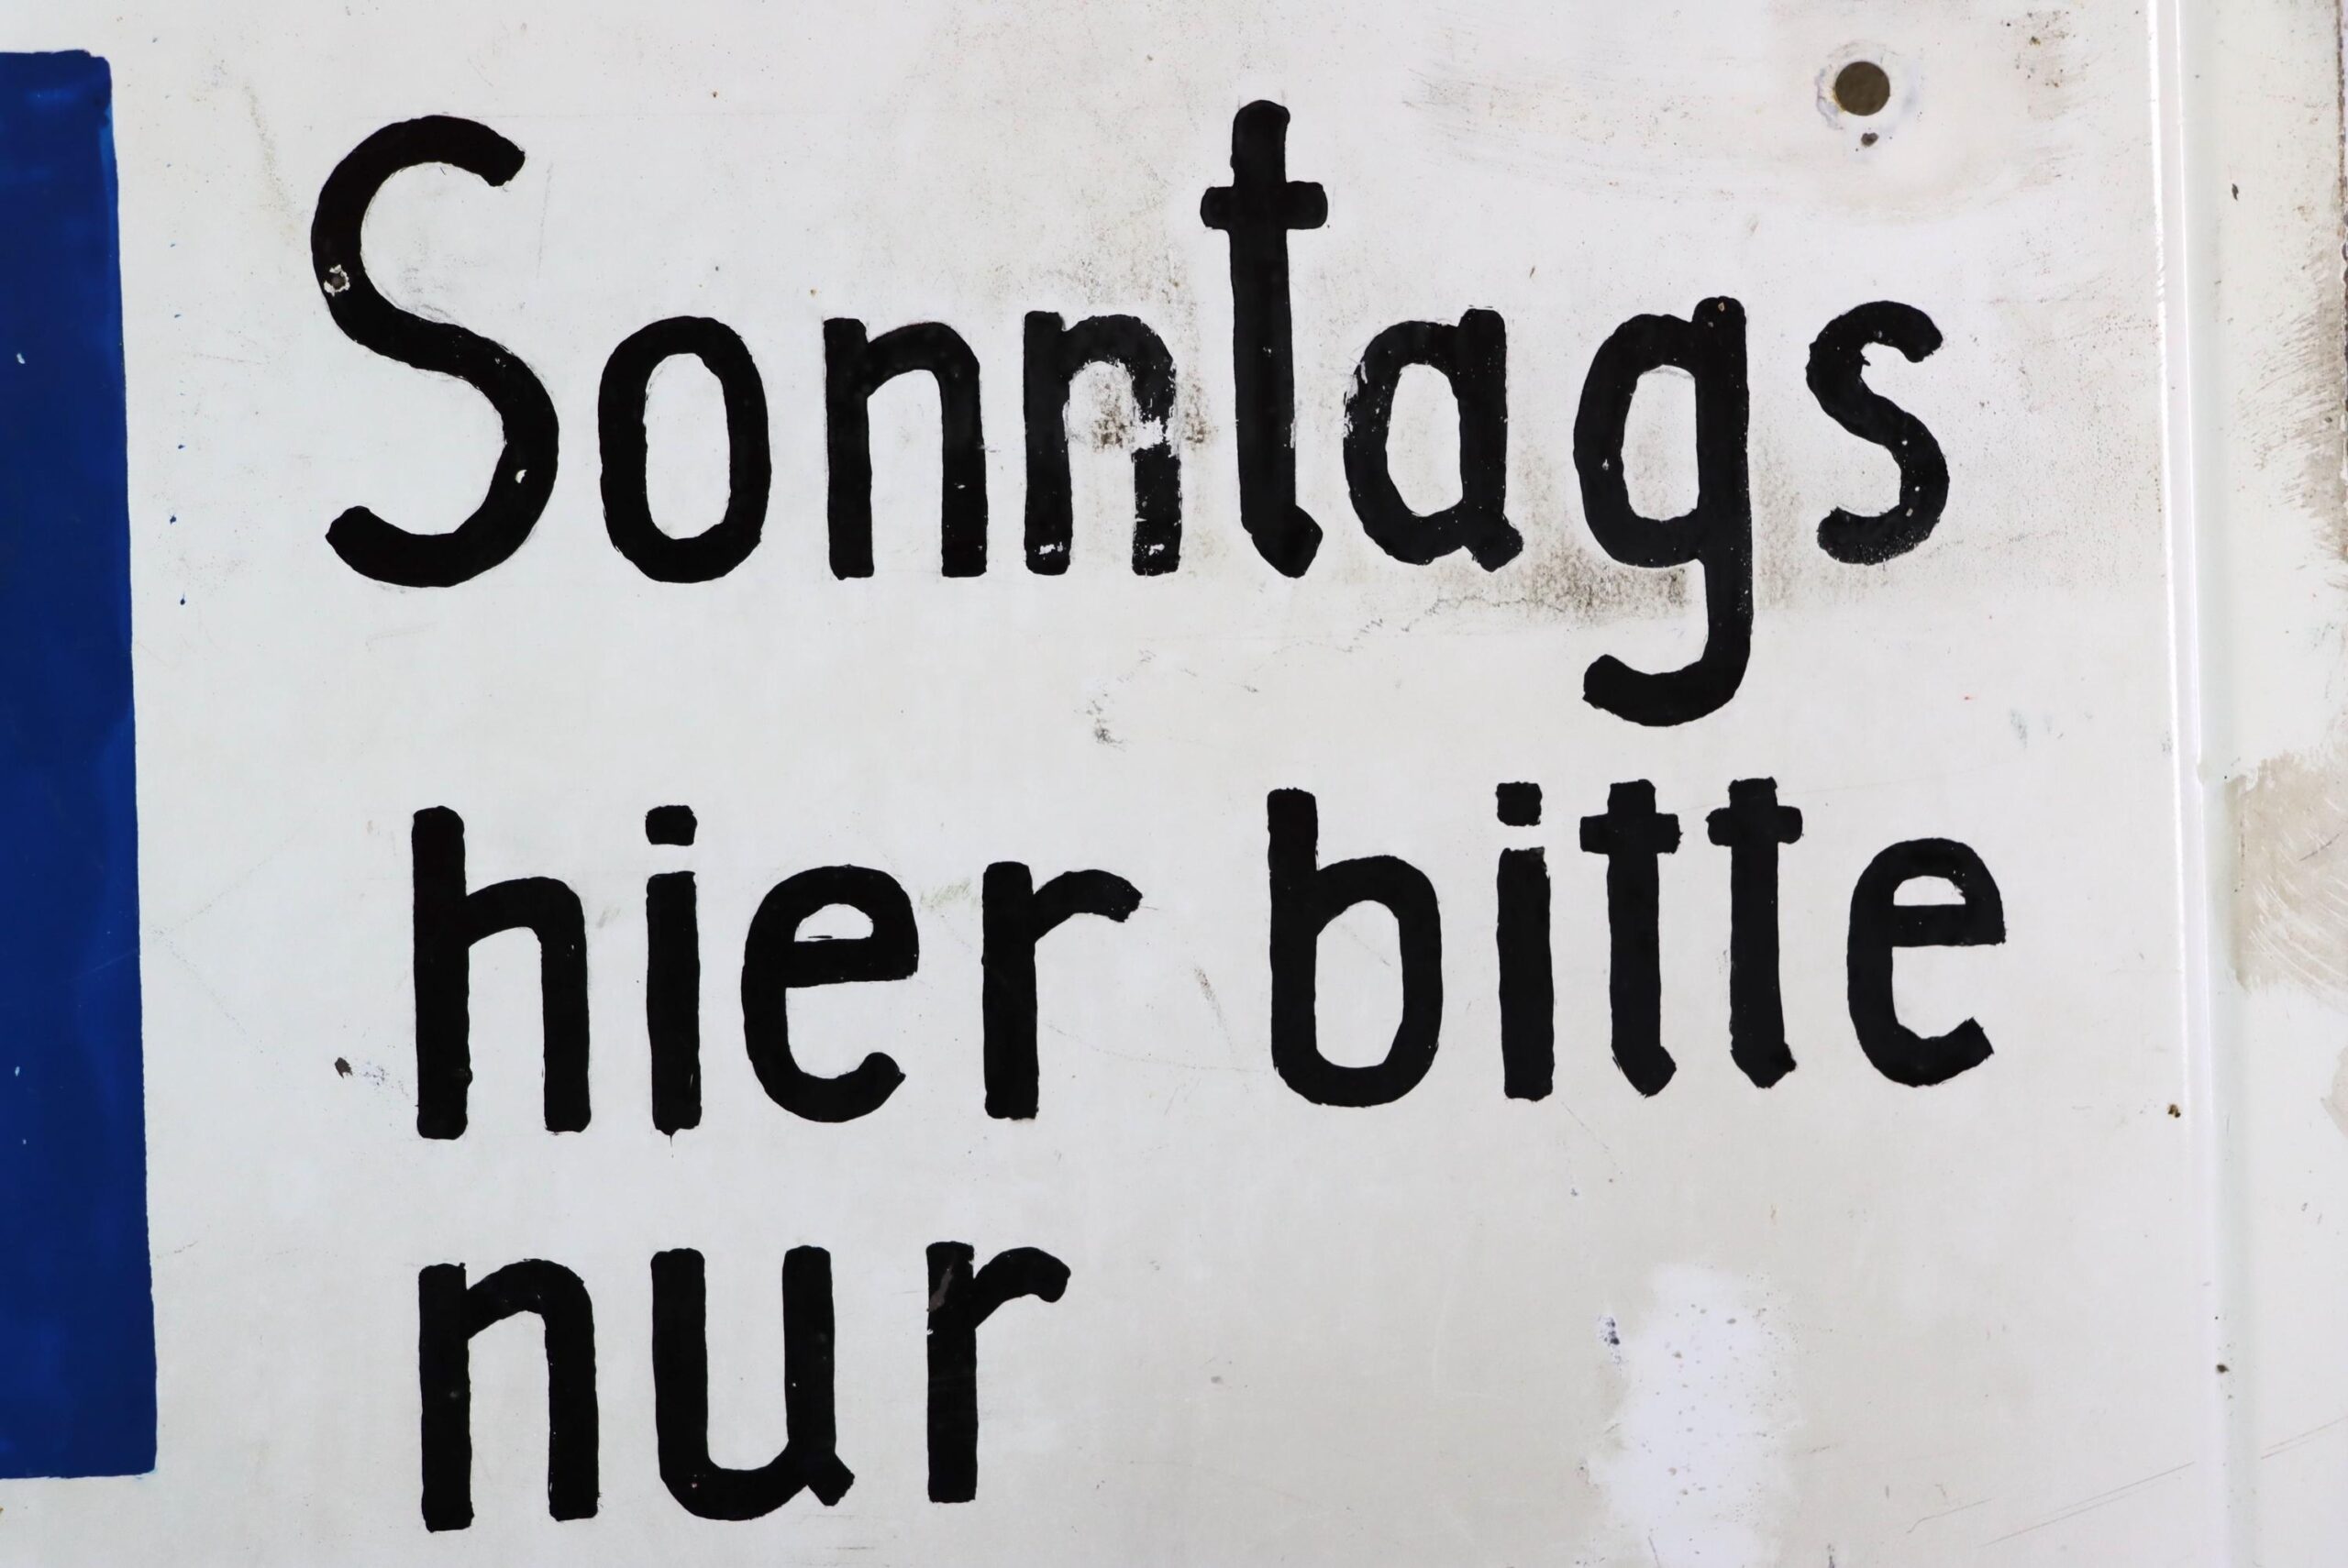 Sonntags
hier bitte
nur